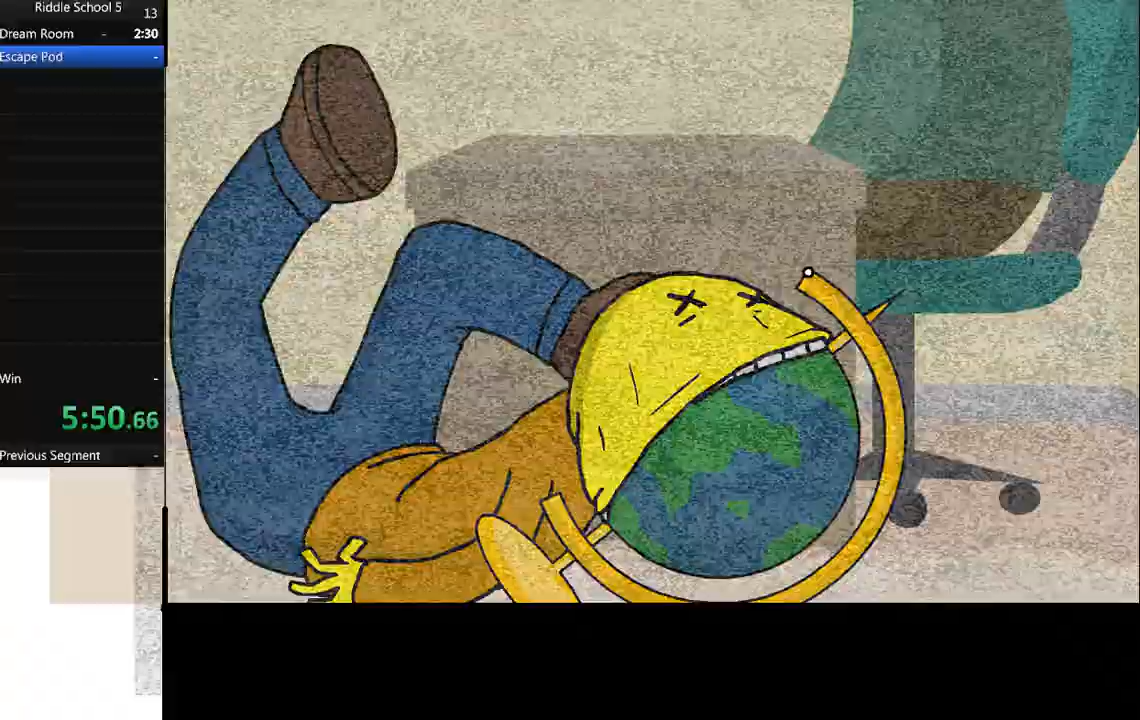 Riddle School 5
13
Dream Room - 2:30
Escape Pod -
Win -
5:50.66
Previous Segment -